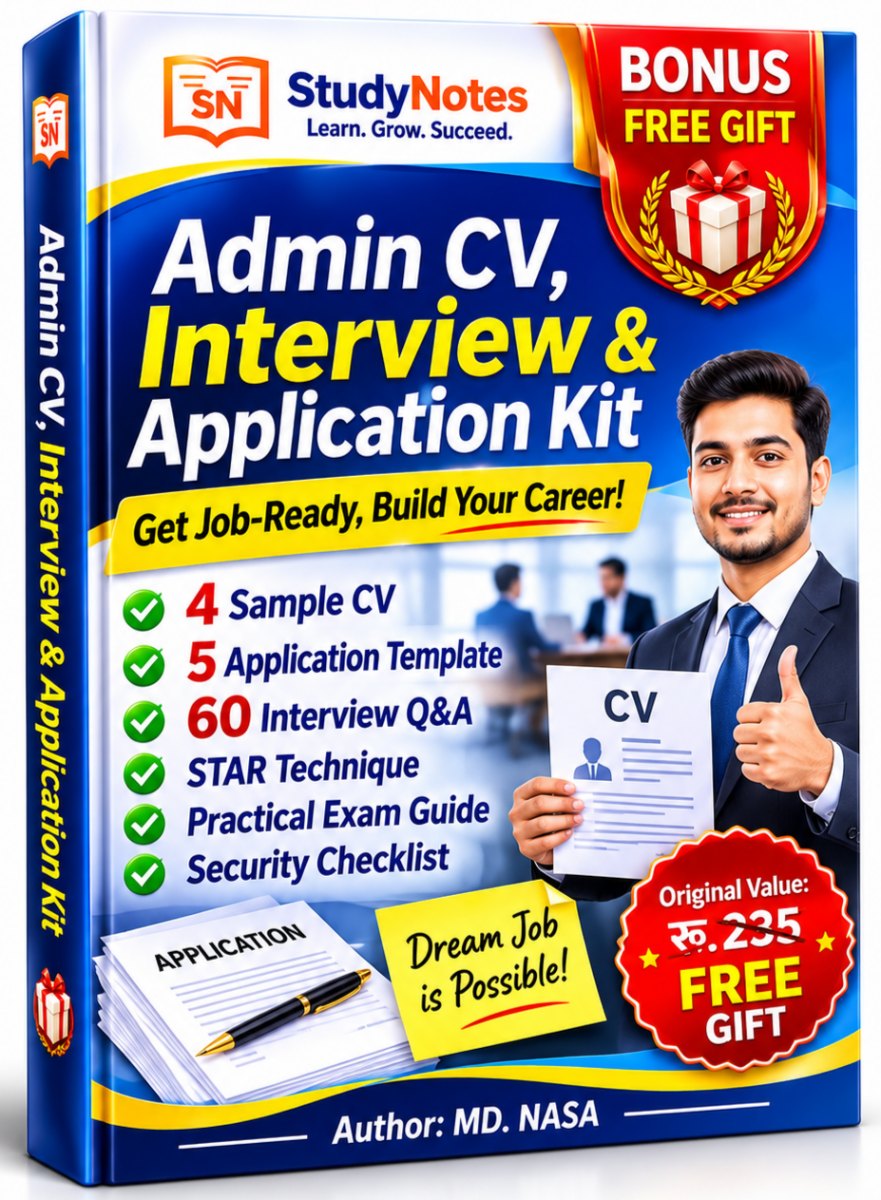 SN
StudyNotes
Learn. Grow. Succeed.
BONUS
FREE GIFT
Admin CV,
Interview &
Application Kit
Get Job-Ready, Build Your Career!
4 Sample CV
5 Application Template
60 Interview Q&A
STAR Technique
Practical Exam Guide
Security Checklist
CV
APPLICATION
Dream Job
is Possible!
Original Value:
रू.235
FREE
GIFT
Author: MD. NASA
SN
Admin CV, Interview & Application Kit